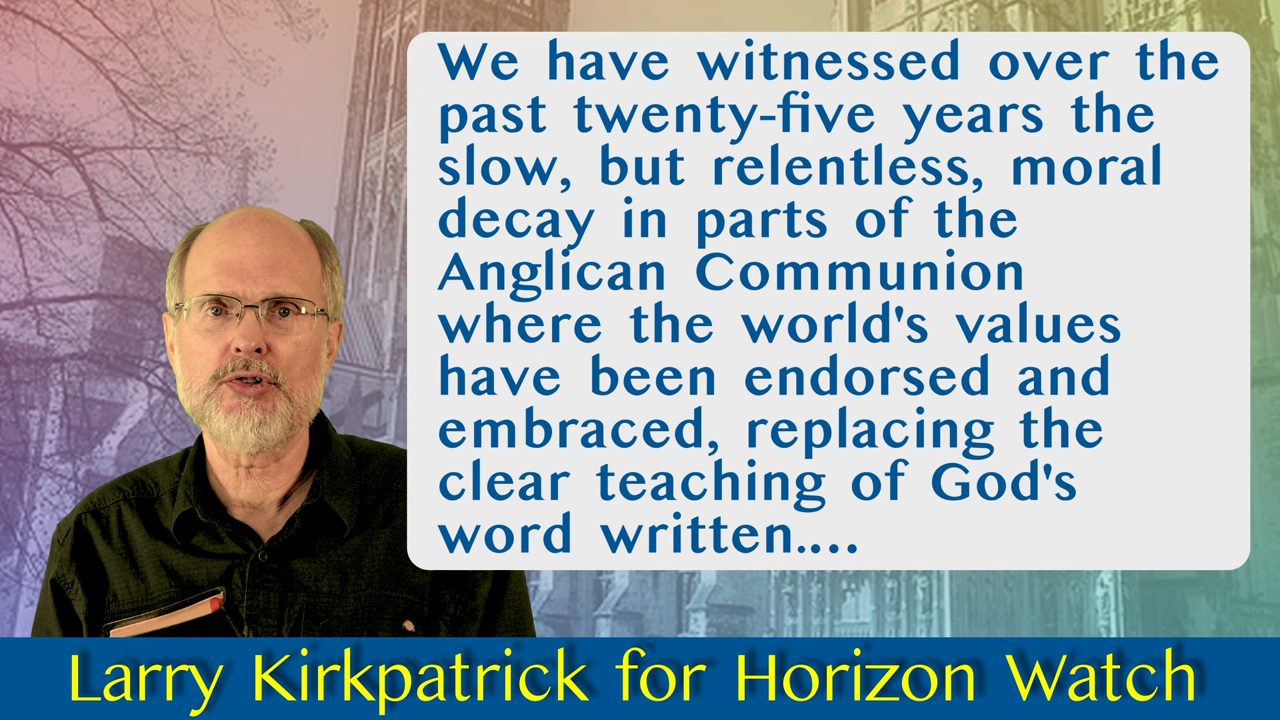 We have witnessed over the
past twenty-five years the
slow, but relentless, moral
decay in parts of the
Anglican Communion
where the world's values
have been endorsed and
embraced, replacing the
clear teaching of God's
word written....
Larry Kirkpatrick for Horizon Watch